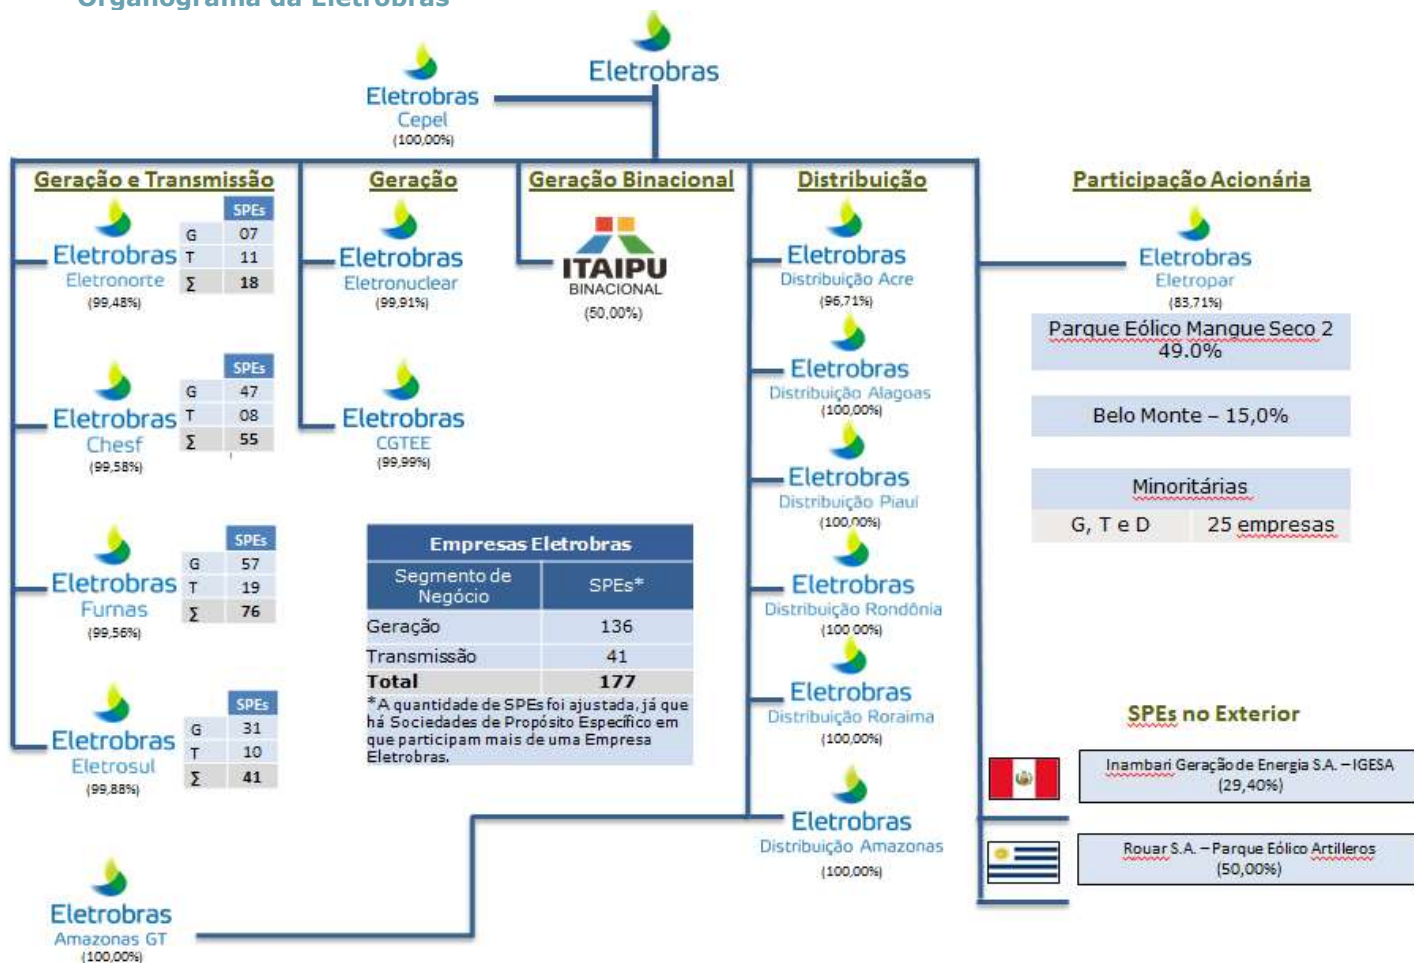 Organograma da Eletrobras
Eletrobras
Eletrobras
Cepel
(100,00%)
Geração e Transmissão
SPEs
G 07
T 11
Σ 18
Eletrobras
Eletronorte
(99,48%)
SPEs
G 47
T 08
Σ 55
Eletrobras
Chesf
(99,58%)
SPEs
G 57
T 19
Σ 76
Eletrobras
Furnas
(99,56%)
SPEs
G 31
T 10
Σ 41
Eletrobras
Eletrosul
(99,88%)
Eletrobras
Amazonas GT
(100,00%)
Geração
Eletrobras
Eletronuclear
(99,91%)
Eletrobras
CGTEE
(99,99%)
Geração Binacional
ITAIPU
BINACIONAL
(50,00%)
Empresas Eletrobras
Segmento de
Negócio
SPEs*
Geração 136
Transmissão 41
Total 177
*A quantidade de SPEs foi ajustada, já que
há Sociedades de Propósito Específico em
que participam mais de uma Empresa
Eletrobras.
Distribuição
Eletrobras
Distribuição Acre
(96,71%)
Eletrobras
Distribuição Alagoas
(100,00%)
Eletrobras
Distribuição Piauí
(100,00%)
Eletrobras
Distribuição Rondônia
(100 00%)
Eletrobras
Distribuição Roraima
(100,00%)
Eletrobras
Distribuição Amazonas
(100,00%)
Participação Acionária
Eletrobras
Eletropar
(83,71%)
Parque Eólico Mangue Seco 2
49.0%
Belo Monte – 15,0%
Minoritárias
G, T e D 25 empresas
SPEs no Exterior
Inambari Geração de Energia S.A. – IGESA
(29,40%)
Rouar S.A. – Parque Eólico Artilleros
(50,00%)